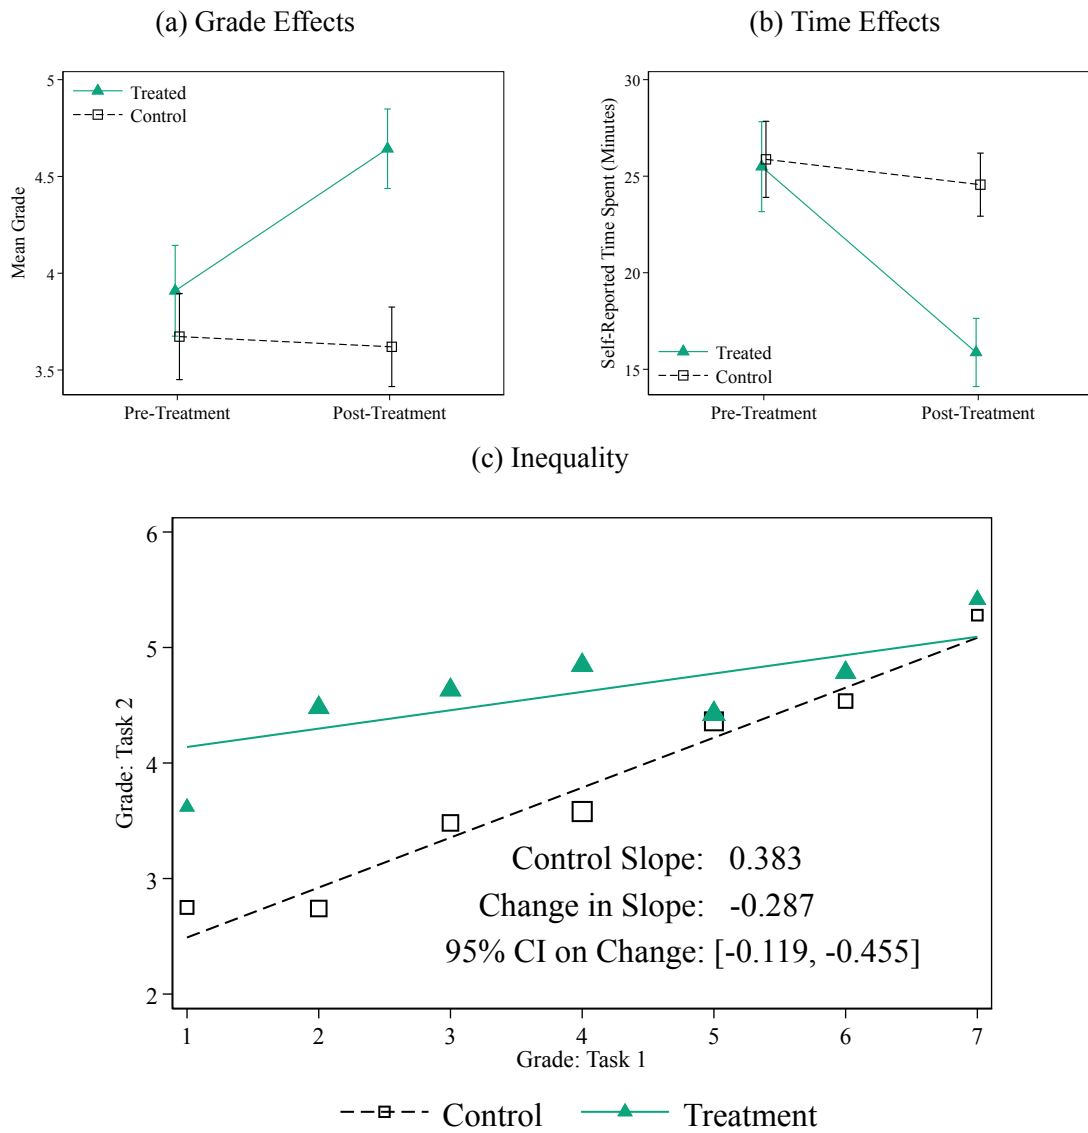 (a) Grade Effects
(b) Time Effects
5
4.5
4
3.5
Mean Grade
Treated
Control
Pre-Treatment
Post-Treatment
30
25
20
15
Self-Reported Time Spent (Minutes)
Treated
Control
Pre-Treatment
Post-Treatment
(c) Inequality
6
5
4
3
2
Grade: Task 2
Control Slope: 0.383
Change in Slope: -0.287
95% CI on Change: [-0.119, -0.455]
1 2 3 4 5 6 7
Grade: Task 1
Control Treatment